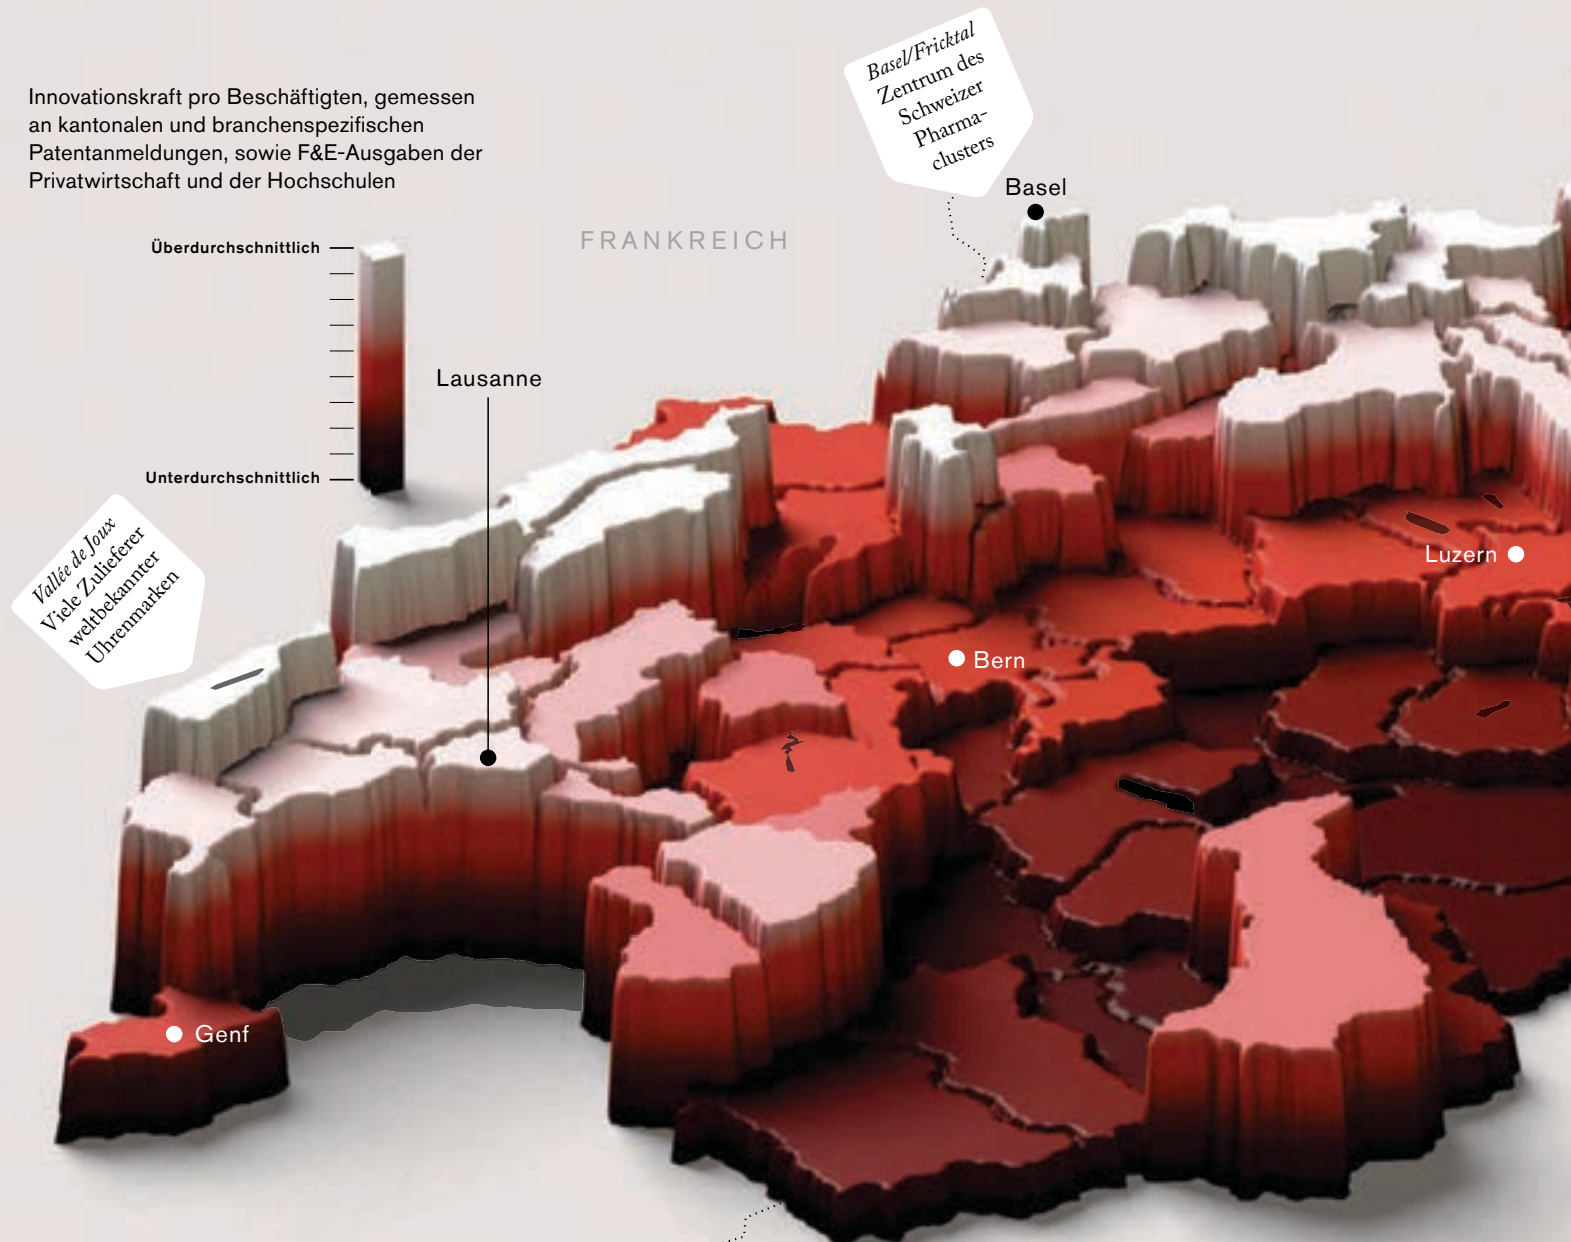 Innovationskraft pro Beschäftigten, gemessen
an kantonalen und branchenspezifischen
Patentanmeldungen, sowie F&E-Ausgaben der
Privatwirtschaft und der Hochschulen
Basel/Fricktal
Zentrum des
Schweizer
Pharma-
clusters
Basel
FRANKREICH
Überdurchschnittlich
Lausanne
Unterdurchschnittlich
Vallée de Joux
Viele Zulieferer
weltbekannter
Uhrenmarken
Luzern
Bern
Genf